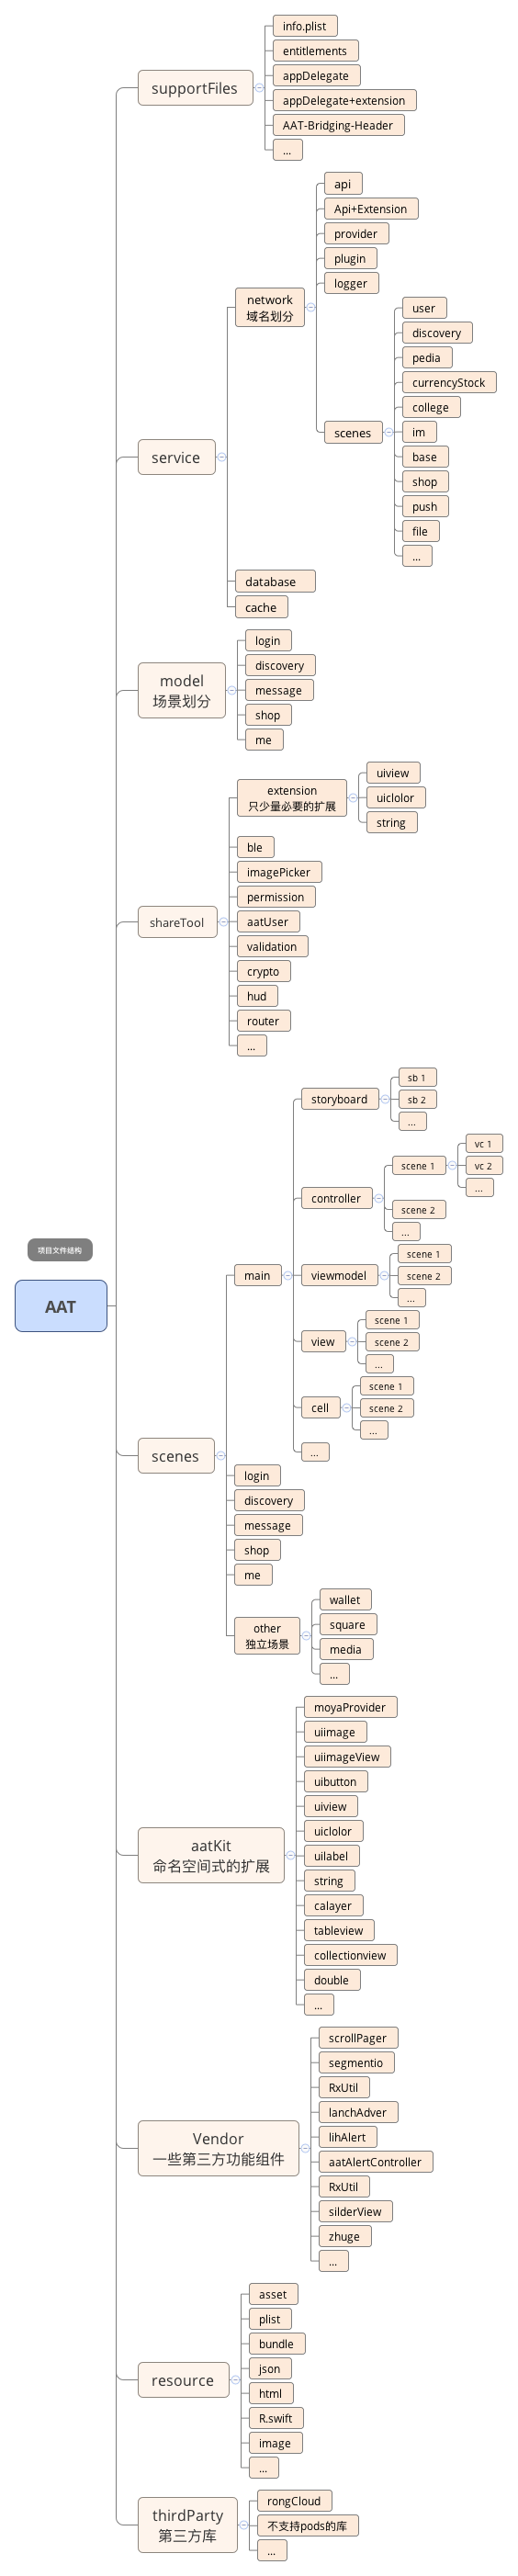 项目文件结构
AAT
supportFiles
info.plist
entitlements
appDelegate
appDelegate+extension
AAT-Bridging-Header
...
service
network
域名划分
api
Api+Extension
provider
plugin
logger
scenes
user
discovery
pedia
currencyStock
college
im
base
shop
push
file
...
database
cache
model
场景划分
login
discovery
message
shop
me
shareTool
extension
只少量必要的扩展
uiview
uiclolor
string
ble
imagePicker
permission
aatUser
validation
crypto
hud
router
...
scenes
main
storyboard
sb 1
sb 2
...
controller
scene 1
vc 1
vc 2
...
scene 2
...
viewmodel
scene 1
scene 2
...
view
scene 1
scene 2
...
cell
scene 1
scene 2
...
...
login
discovery
message
shop
me
other
独立场景
wallet
square
media
...
aatKit
命名空间式的扩展
moyaProvider
uiimage
uiimageView
uibutton
uiview
uiclolor
uilabel
string
calayer
tableview
collectionview
double
...
Vendor
一些第三方功能组件
scrollPager
segmentio
RxUtil
lanchAdver
lihAlert
aatAlertController
RxUtil
silderView
zhuge
...
resource
asset
plist
bundle
json
html
R.swift
image
...
thirdParty
第三方库
rongCloud
不支持pods的库
...